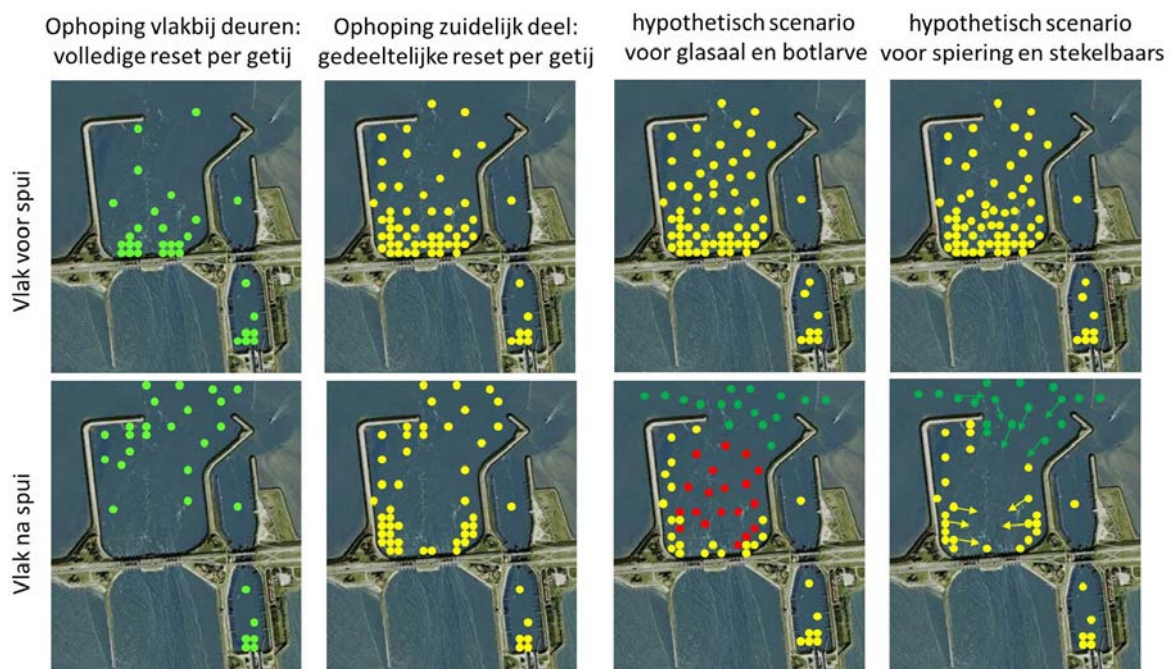 Ophoping vlakbij deuren:
volledige reset per getij
Ophoping zuidelijk deel:
gedeeltelijke reset per getij
hypothetisch scenario
voor glasaal en botlarve
hypothetisch scenario
voor spiering en stekelbaars
Vlak voor spui
Vlak na spui